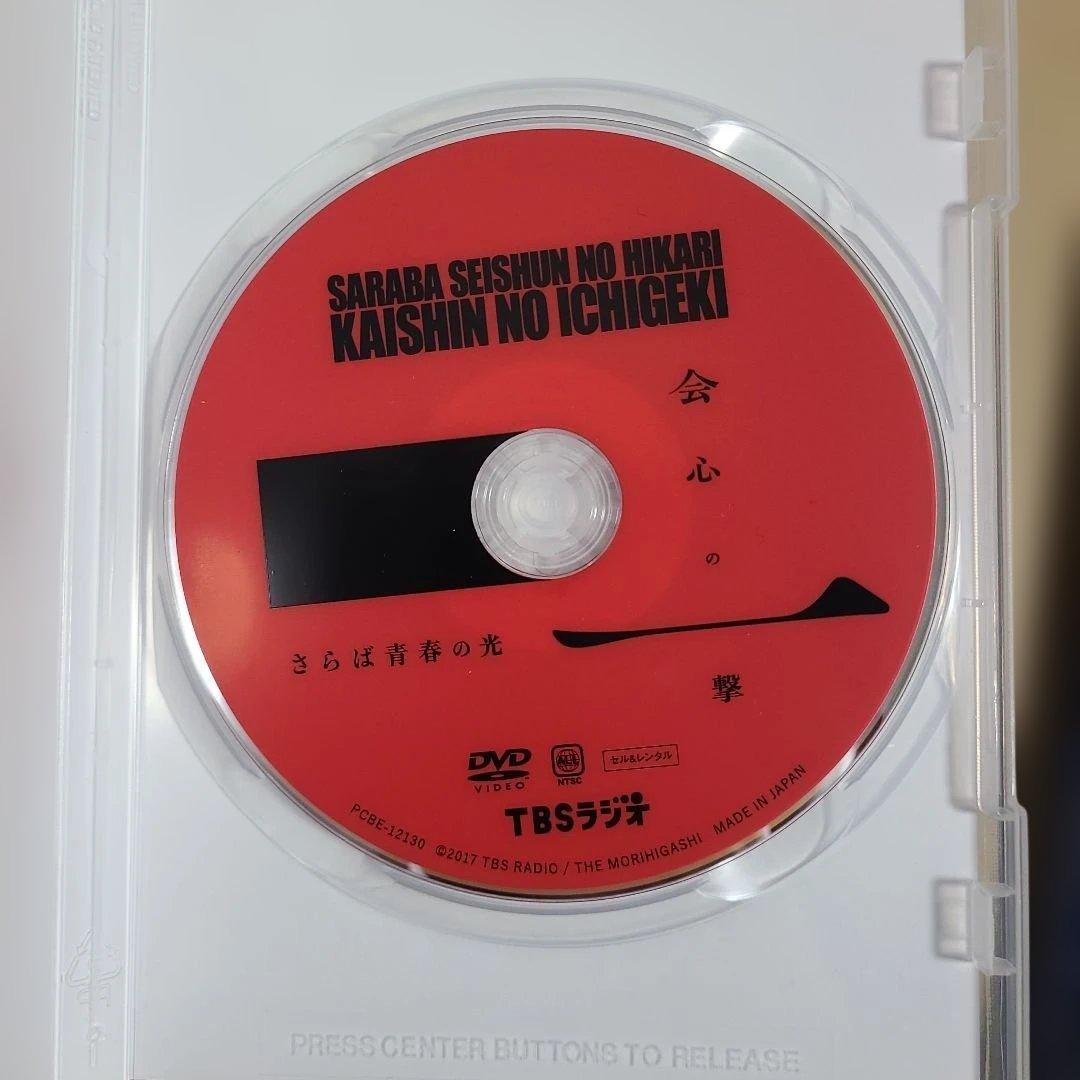 SARABA SEISHUN NO HIKARI
KAISHIN NO ICHIGEKI
会心の一撃
さらば青春の光
DVD
VIDEO
ALL
NTSC
セル&レンタル
TBSラジオ
PCBE-12130 ©2017 TBS RADIO / THE MORIHIGASHI MADE IN JAPAN
PRESS CENTER BUTTONS TO RELEASE